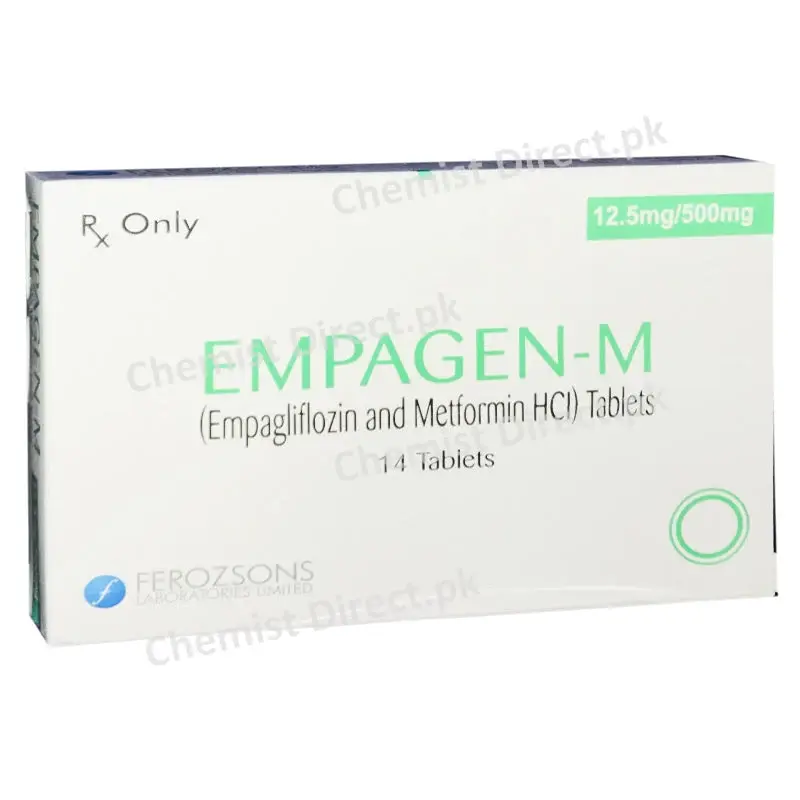 Chemist Direct.pk
Rx Only
12.5mg/500mg
Chemist Direct.pk
EMPAGEN-M
(Empagliflozin and Metformin HCl) Tablets
Chemist Direct.pk
14 Tablets
f FEROZSONS
LABORATORIES LIMITED
Chemist Direct.pk
EMPAGEN-M